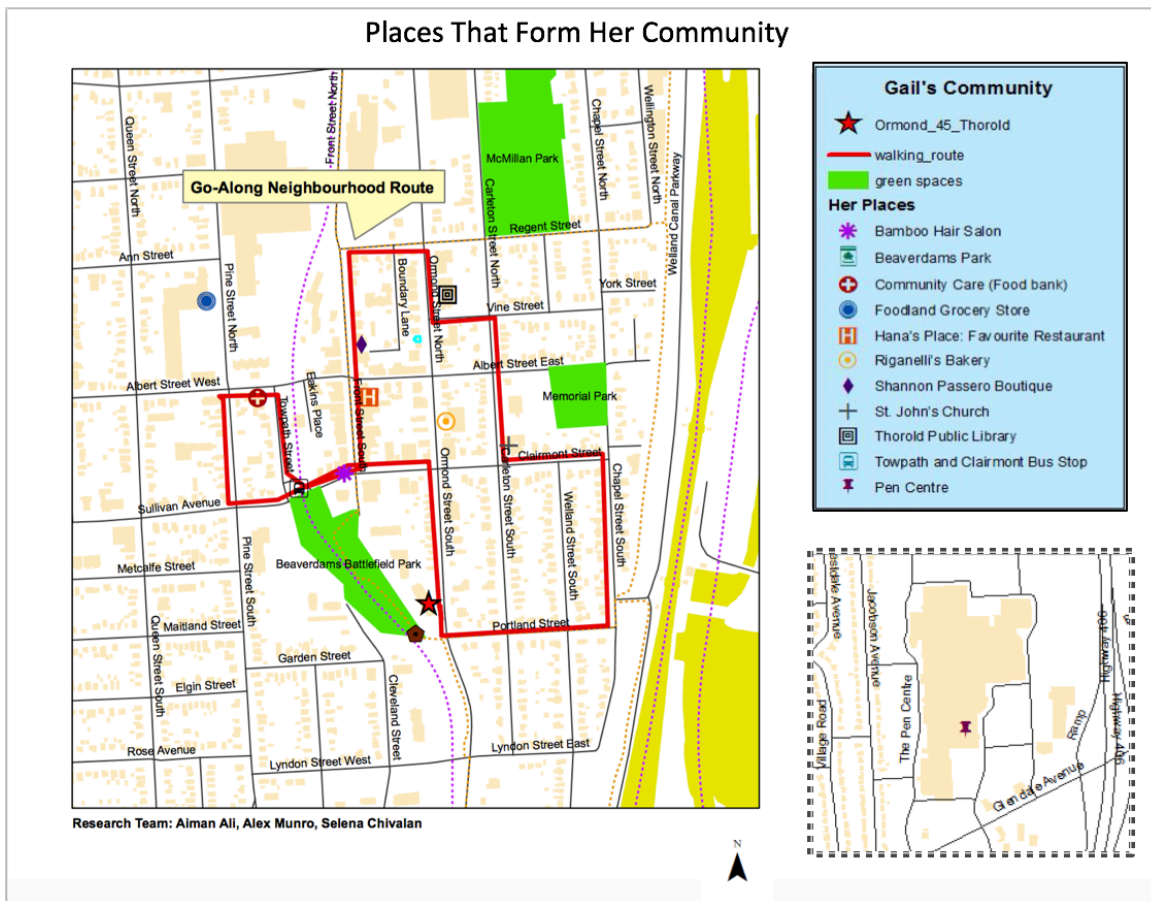 Places That Form Her Community
Front Street North
Queen Street North
Chapel Street North
Wellington Street North
McMillan Park
Go-Along Neighbourhood Route
Carleton Street North
Welland Canal Parkway
Regent Street
Ann Street
Pine Street North
Boundary Lane
Ormond Street North
York Street
Vine Street
Albert Street East
Albert Street West
Eakins Place
Towpath Street
Front Street South
H
Memorial Park
Clairmont Street
Ormond Street South
Carleton Street South
Welland Street South
Chapel Street South
Sullivan Avenue
Pine Street South
Metcalfe Street
Beaverdams Battlefield Park
Maitland Street
Portland Street
Queen Street South
Garden Street
Elgin Street
Cleveland Street
Rose Avenue
Lyndon Street West
Lyndon Street East
Research Team: Aiman Ali, Alex Munro, Selena Chivalan
N
Gail's Community
Ormond_45_Thorold
walking_route
green spaces
Her Places
Bamboo Hair Salon
Beaverdams Park
Community Care (Food bank)
Foodland Grocery Store
H Hana's Place: Favourite Restaurant
Riganelli's Bakery
Shannon Passero Boutique
St. John's Church
Thorold Public Library
Towpath and Clairmont Bus Stop
Pen Centre
Jacobson Avenue
Village Road
The Pen Centre
Highway 406
Highway 406
Ramp
Glendale Avenue